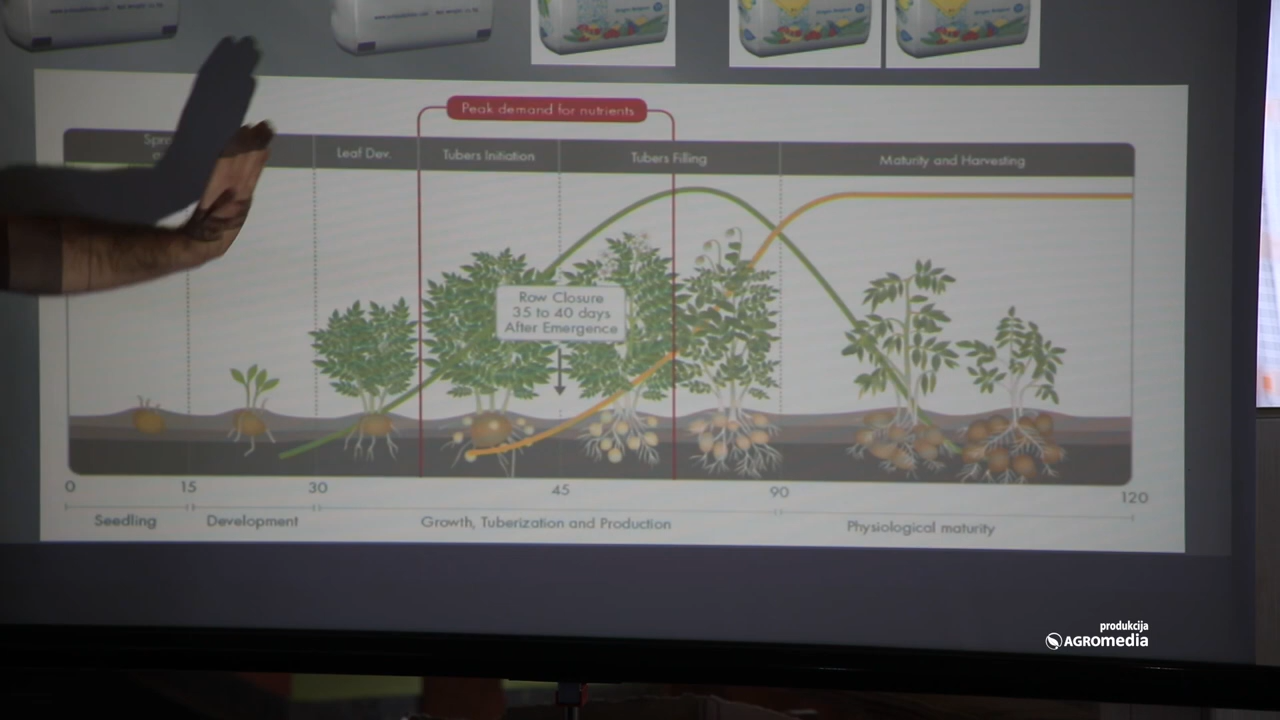 Peak demand for nutrients
Leaf Dev.
Tubers Initiation
Tubers Filling
Maturity and Harvesting
Row Closure
35 to 40 days
After Emergence
0
15
30
45
90
120
Seedling
Development
Growth, Tuberization and Production
Physiological maturity
produkcija
AGROmedia